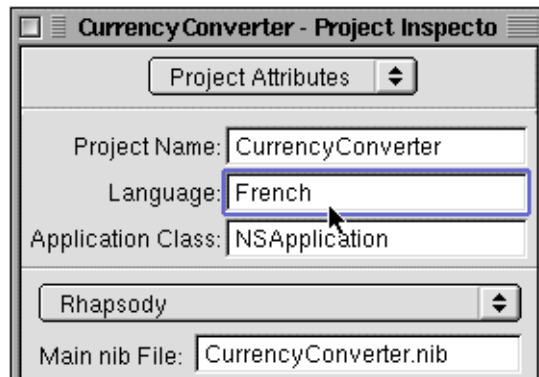 CurrencyConverter - Project Inspecto
Project Attributes
Project Name: CurrencyConverter
Language: French
Application Class: NSApplication
Rhapsody
Main nib File: CurrencyConverter.nib